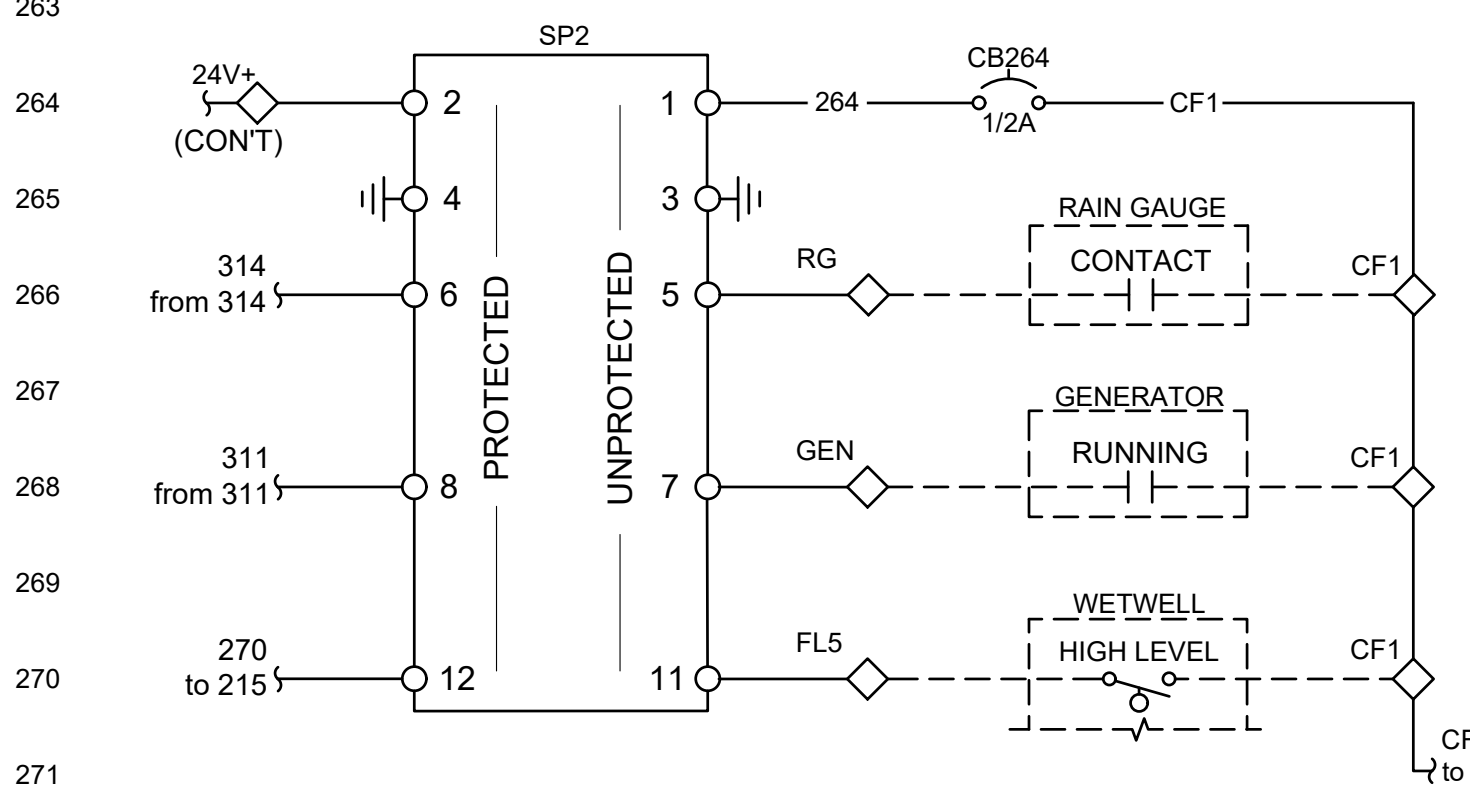 263
SP2
264
24V+
(CON'T)
2
1
264
CB264
1/2A
CF1
265
4
3
RAIN GAUGE
CONTACT
266
314
from 314
6
5
RG
CF1
PROTECTED
UNPROTECTED
267
GENERATOR
RUNNING
268
311
from 311
8
7
GEN
CF1
269
WETWELL
HIGH LEVEL
270
270
to 215
12
11
FL5
CF1
271
CF
to